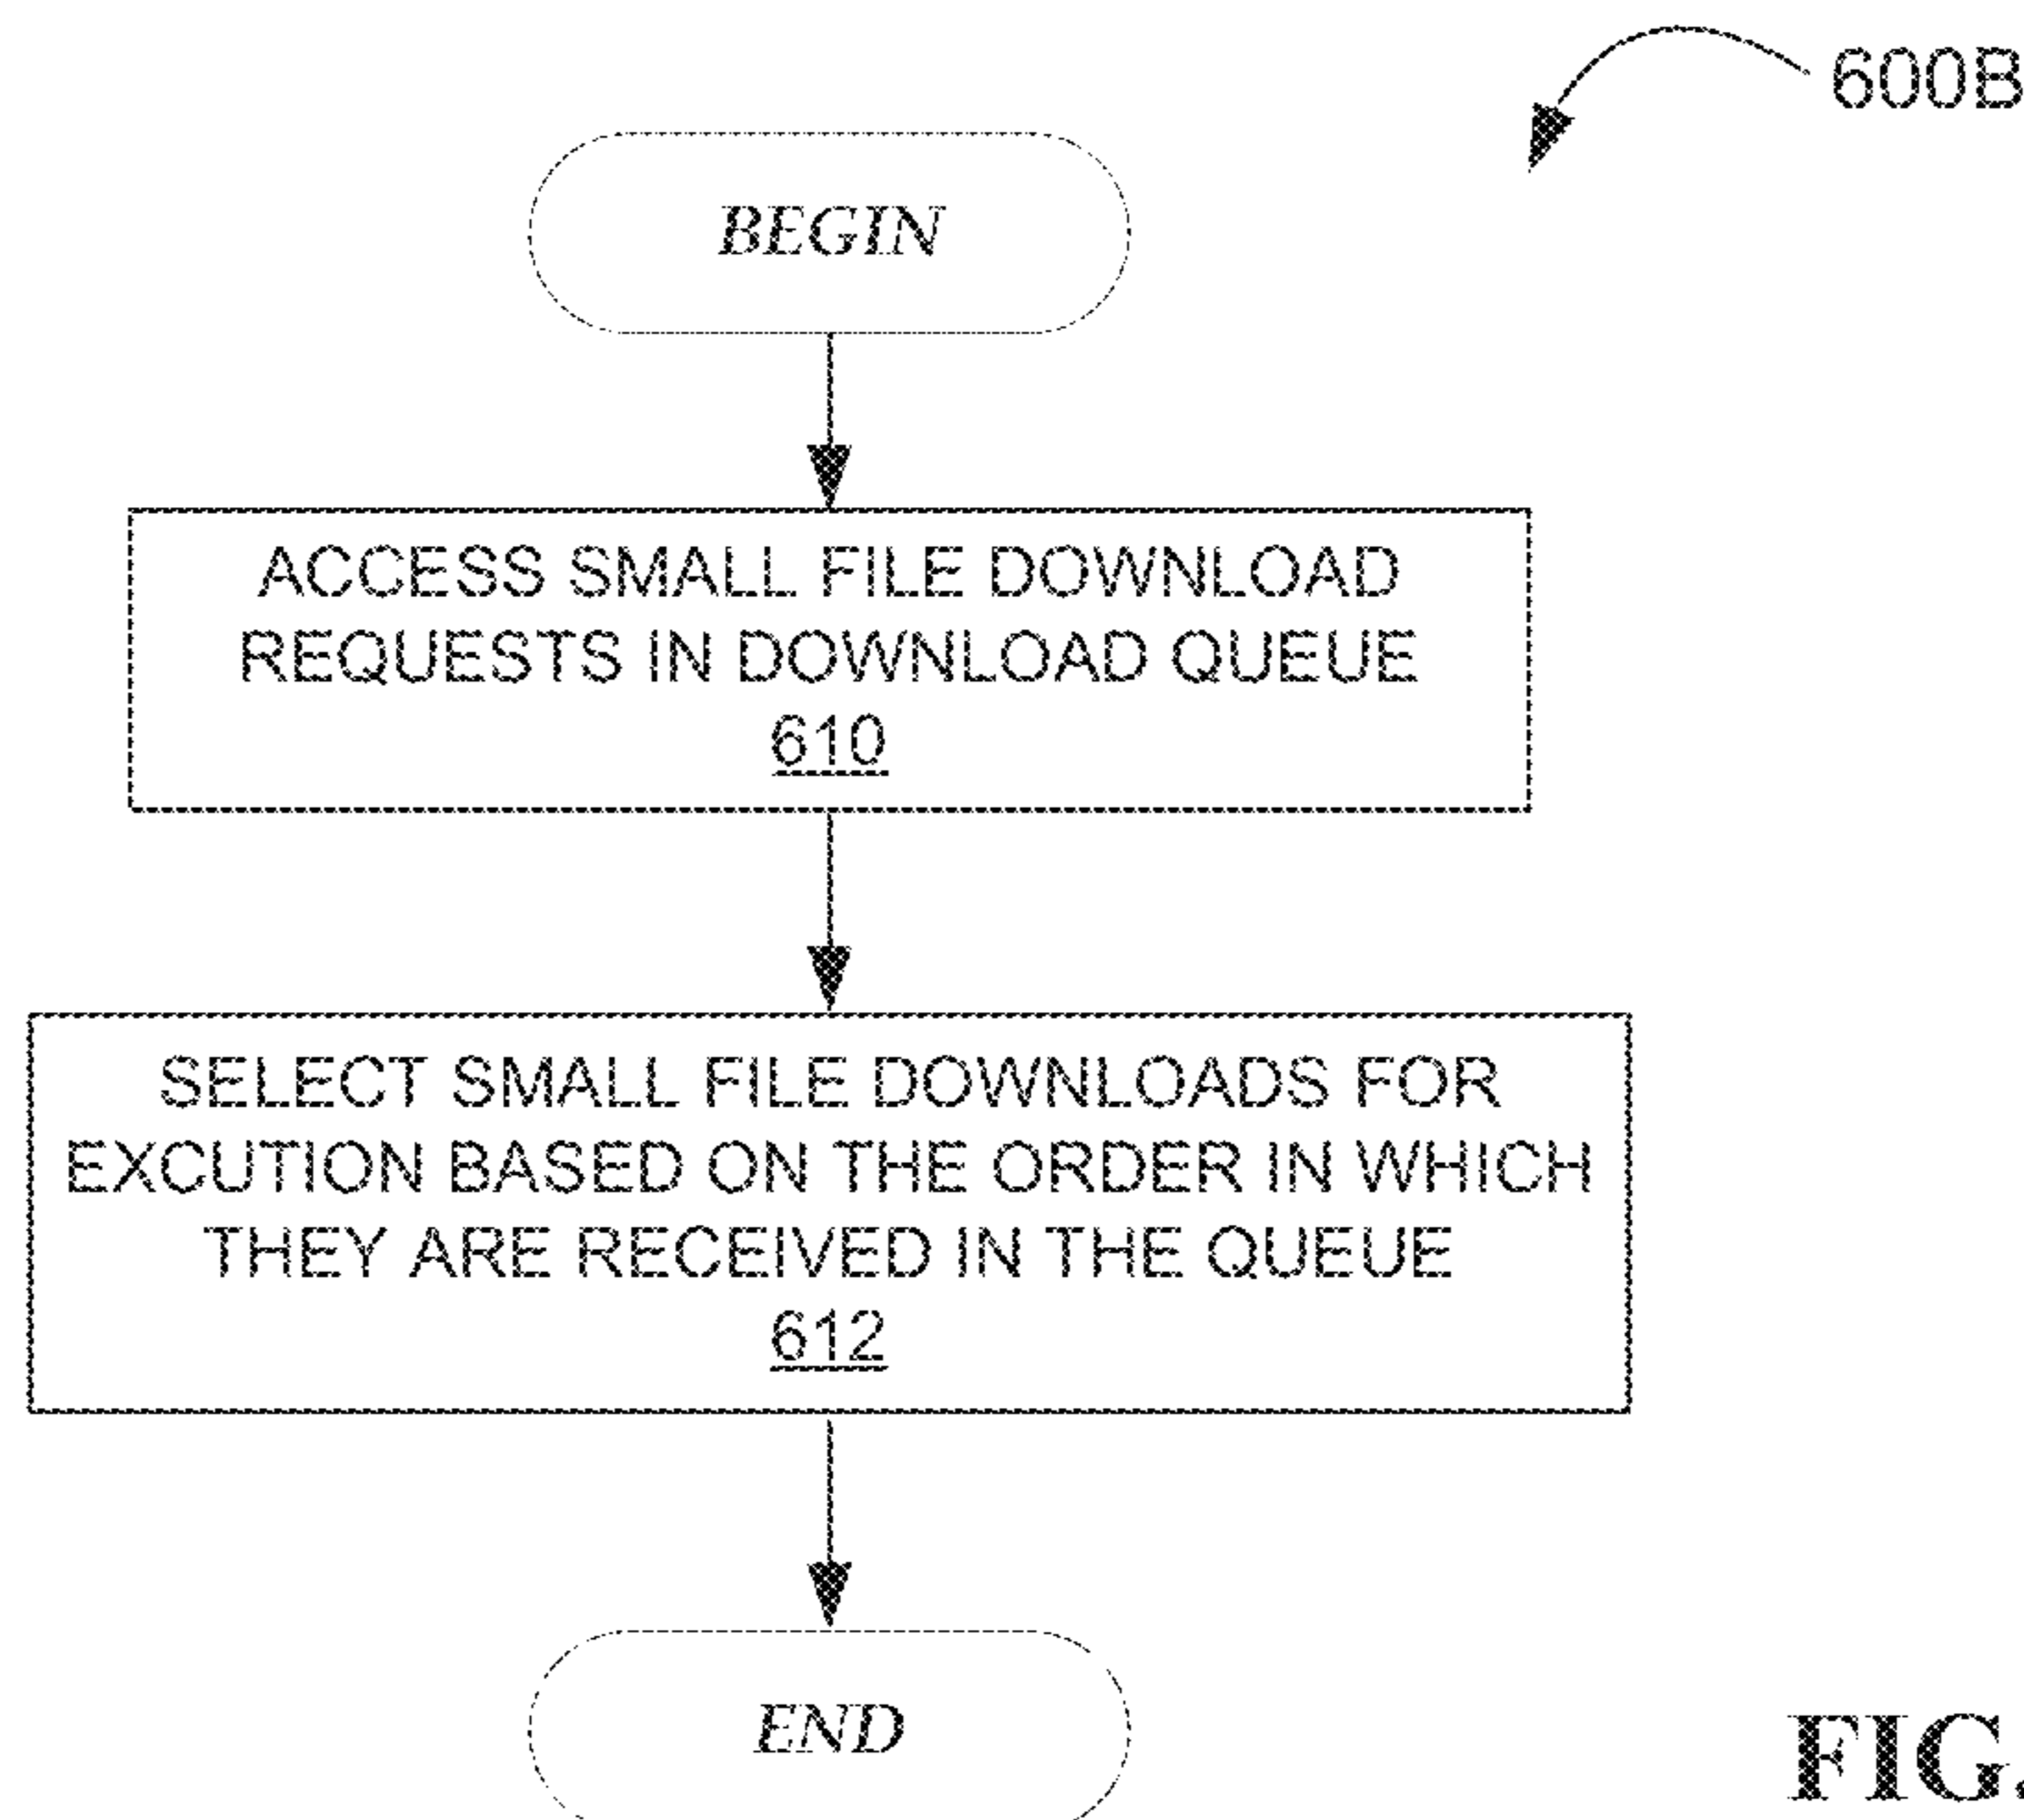 600B
BEGIN
ACCESS SMALL FILE DOWNLOAD
REQUESTS IN DOWNLOAD QUEUE
610
SELECT SMALL FILE DOWNLOADS FOR
EXCUTION BASED ON THE ORDER IN WHICH
THEY ARE RECEIVED IN THE QUEUE
612
END
FIG.